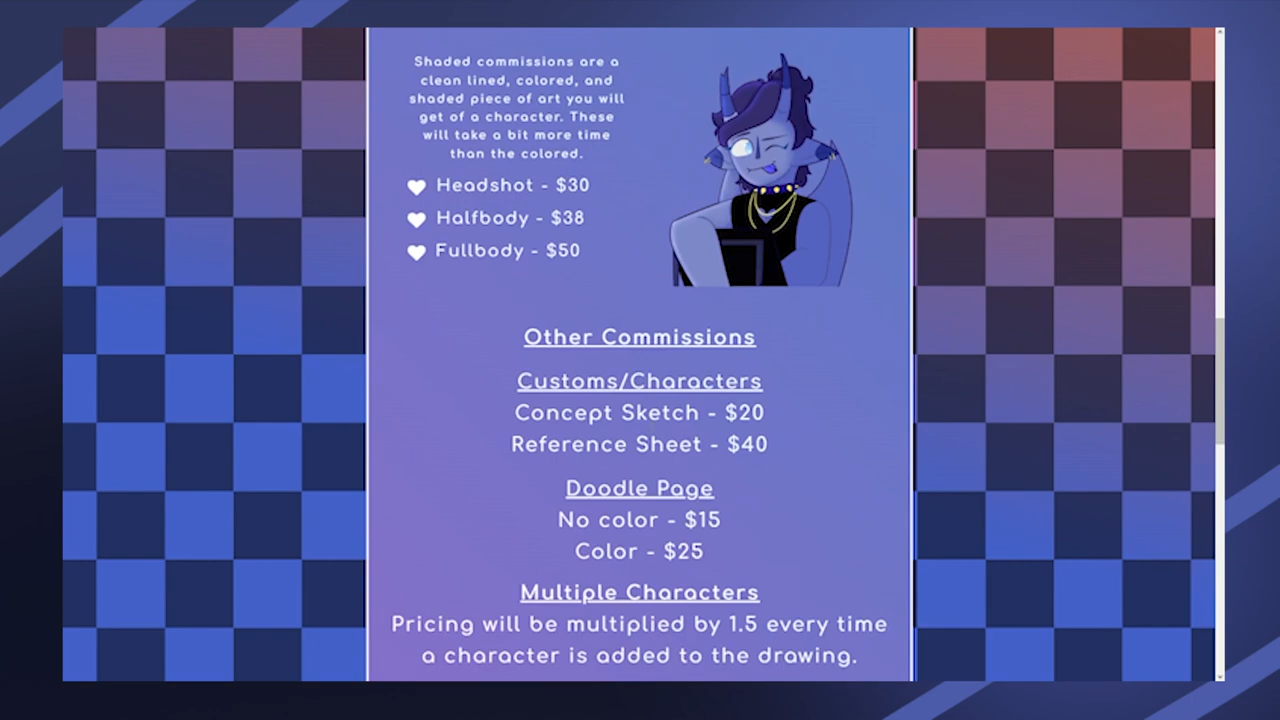 Shaded commissions are a
clean lined, colored, and
shaded piece of art you will
get of a character. These
will take a bit more time
than the colored.
Headshot - $30
Halfbody - $38
Fullbody - $50
Other Commissions
Customs/Characters
Concept Sketch - $20
Reference Sheet - $40
Doodle Page
No color - $15
Color - $25
Multiple Characters
Pricing will be multiplied by 1.5 every time
a character is added to the drawing.